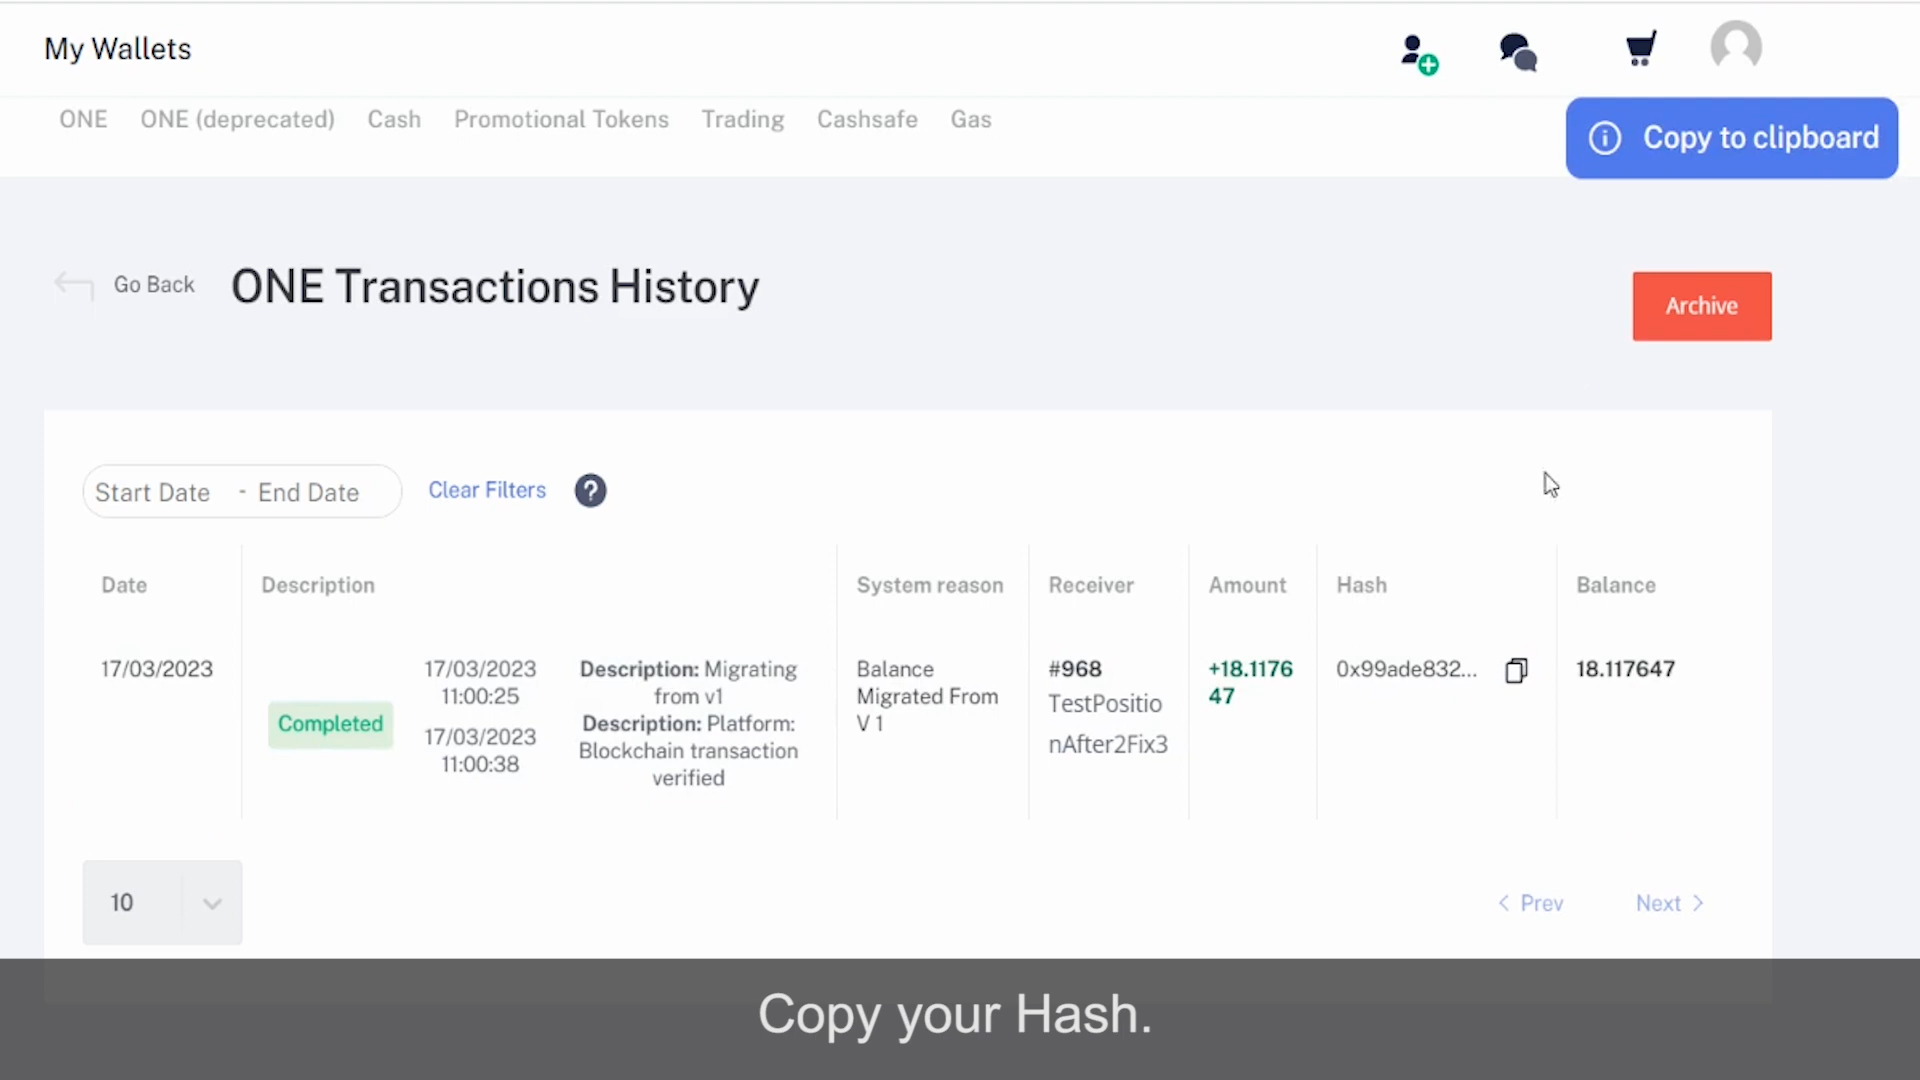 My Wallets
ONE ONE (deprecated) Cash Promotional Tokens Trading Cashsafe Gas
Copy to clipboard
Go Back
ONE Transactions History
Archive
Start Date - End Date
Clear Filters
?
Date Description System reason Receiver Amount Hash Balance
17/03/2023
Completed
17/03/2023
11:00:25
17/03/2023
11:00:38
Description: Migrating
from v1
Description: Platform:
Blockchain transaction
verified
Balance
Migrated From
V 1
#968
TestPositio
nAfter2Fix3
+18.1176
47
0x99ade832...
18.117647
10
< Prev
Next >
Copy your Hash.